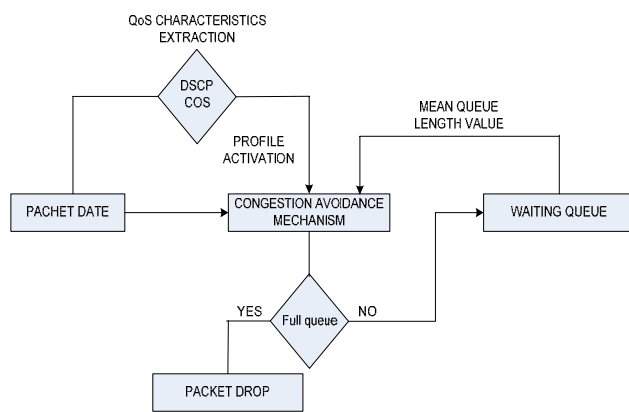 QoS CHARACTERISTICS
EXTRACTION
DSCP
COS
MEAN QUEUE
LENGTH VALUE
PROFILE
ACTIVATION
PACHET DATE
CONGESTION AVOIDANCE
MECHANISM
WAITING QUEUE
YES
Full queue
NO
PACKET DROP